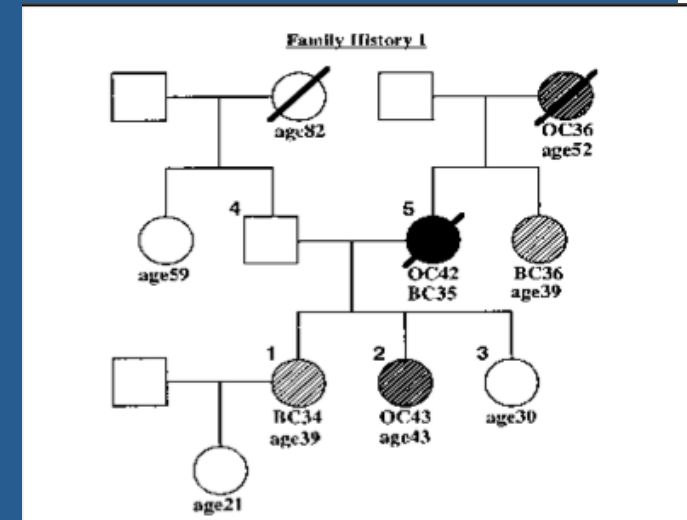 Family History 1
age82
OC36
age52
4
5
age59
OC42
BC35
BC36
age39
1
2
3
BC34
age39
OC43
age43
age30
age21